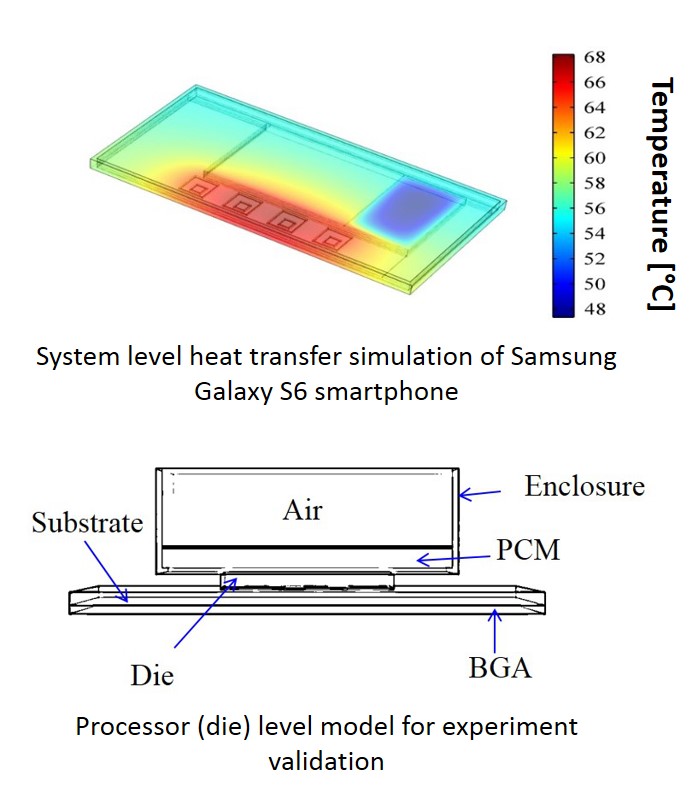 68
66
64
62
60
58
56
54
52
50
48
Temperature [°C]
System level heat transfer simulation of Samsung
Galaxy S6 smartphone
Air
Enclosure
Substrate
PCM
Die
BGA
Processor (die) level model for experiment
validation